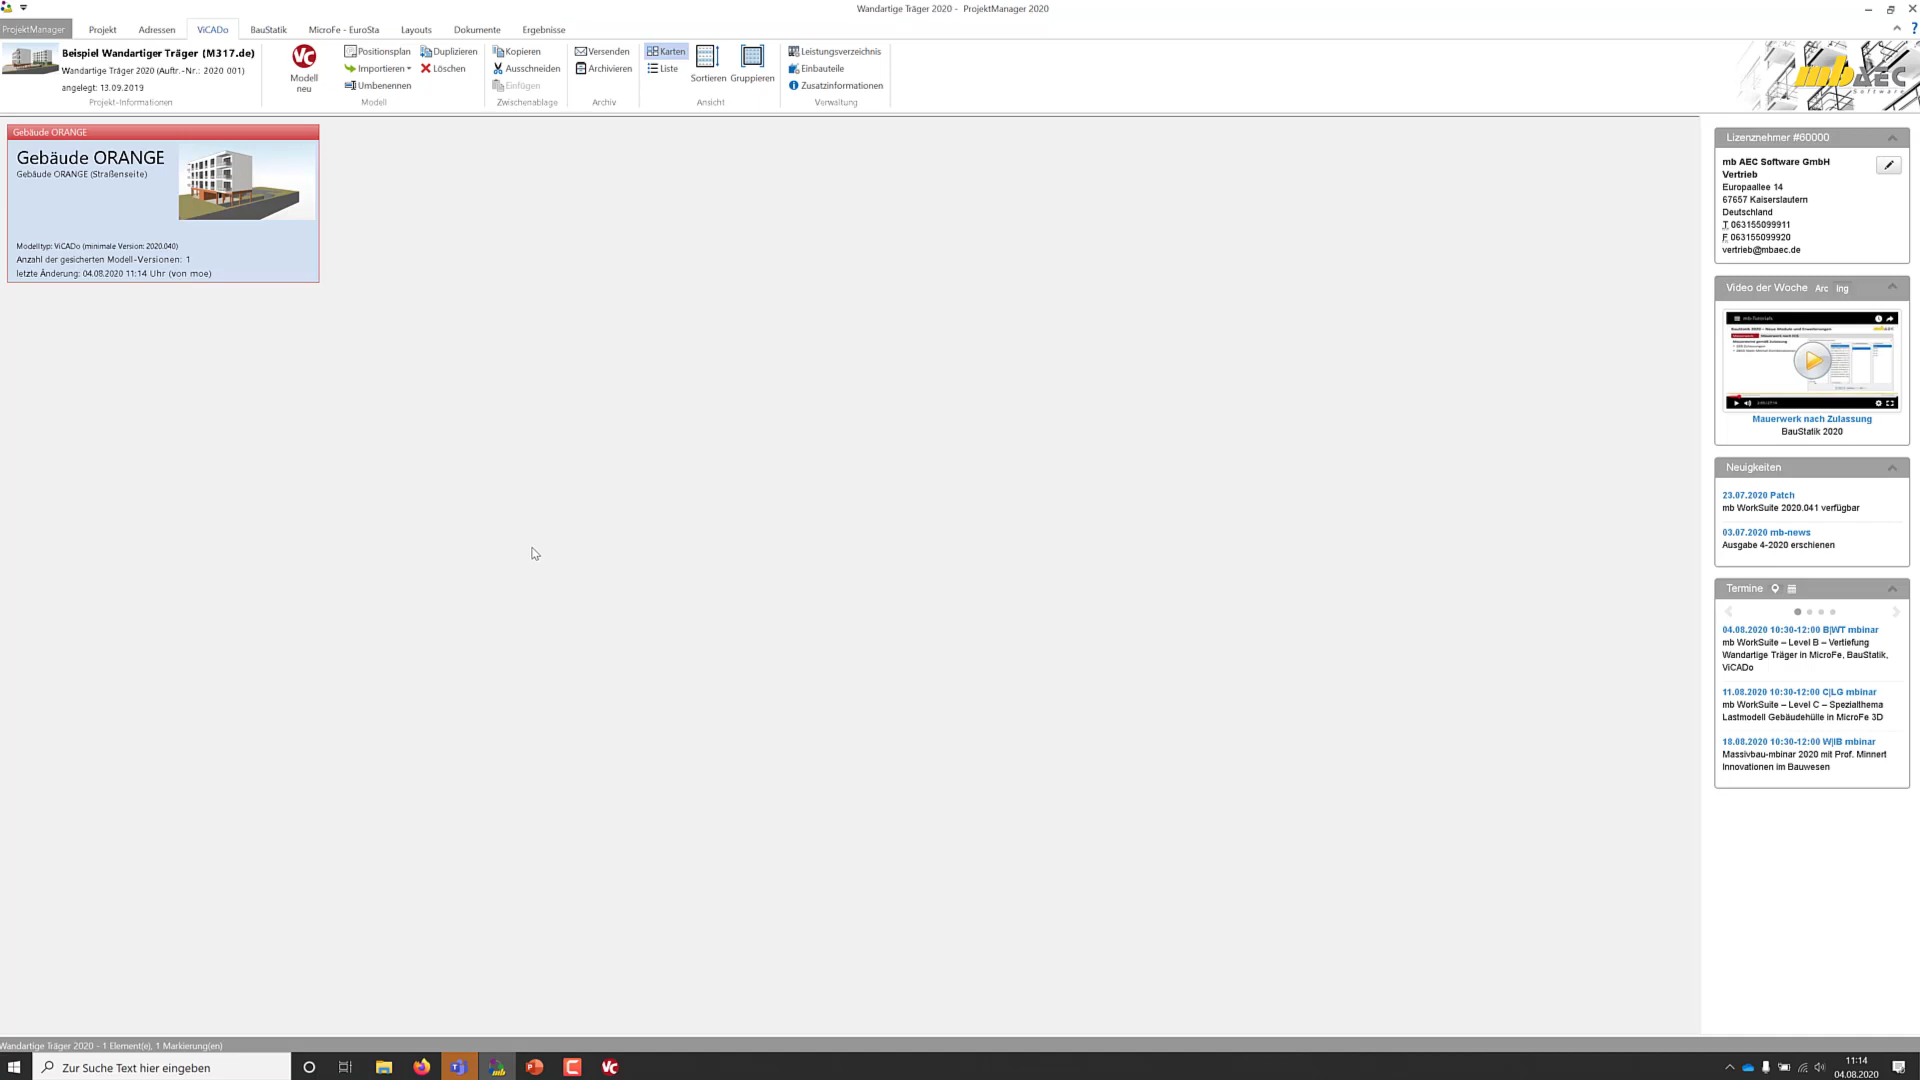 Wandartige Träger 2020 - ProjektManager 2020
ProjektManager
Projekt
Adressen
ViCADo
BauStatik
MicroFe - EuroSta
Layouts
Dokumente
Ergebnisse
Beispiel Wandartiger Träger (M317.de)
Wandartige Träger 2020 (Auftr.-Nr.: 2020 001)
angelegt: 13.09.2019
Projekt-Informationen
Modell
neu
Positionsplan
Importieren
Umbenennen
Duplizieren
Löschen
Modell
Kopieren
Ausschneiden
Einfügen
Zwischenablage
Versenden
Archivieren
Archiv
Karten
Liste
Sortieren
Gruppieren
Ansicht
Leistungsverzeichnis
Einbauteile
Zusatzinformationen
Verwaltung
mb AEC
Software
Gebäude ORANGE
Gebäude ORANGE
Gebäude ORANGE (Straßenseite)
Modelltyp: ViCADo (minimale Version: 2020.040)
Anzahl der gesicherten Modell-Versionen: 1
letzte Änderung: 04.08.2020 11:14 Uhr (von moe)
Lizenznehmer #60000
mb AEC Software GmbH
Vertrieb
Europaallee 14
67657 Kaiserslautern
Deutschland
T 063155099911
F 063155099920
vertrieb@mbaec.de
Video der Woche Arc Ing
Mauerwerk nach Zulassung
BauStatik 2020
Neuigkeiten
23.07.2020 Patch
mb WorkSuite 2020.041 verfügbar
03.07.2020 mb-news
Ausgabe 4-2020 erschienen
Termine
04.08.2020 10:30-12:00 B|WT mbinar
mb WorkSuite – Level B – Vertiefung
Wandartige Träger in MicroFe, BauStatik,
ViCADo
11.08.2020 10:30-12:00 C|LG mbinar
mb WorkSuite – Level C – Spezialthema
Lastmodell Gebäudehülle in MicroFe 3D
18.08.2020 10:30-12:00 W|IB mbinar
Massivbau-mbinar 2020 mit Prof. Minnert
Innovationen im Bauwesen
Wandartige Träger 2020 - 1 Element(e), 1 Markierung(en)
Zur Suche Text hier eingeben
11:14
04.08.2020